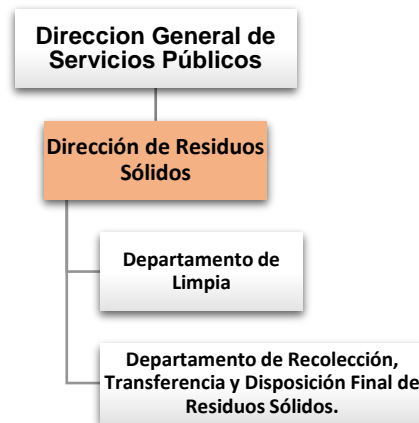 Direccion General de
Servicios Públicos
Dirección de Residuos
Sólidos
Departamento de
Limpia
Departamento de Recolección,
Transferencia y Disposición Final de
Residuos Sólidos.